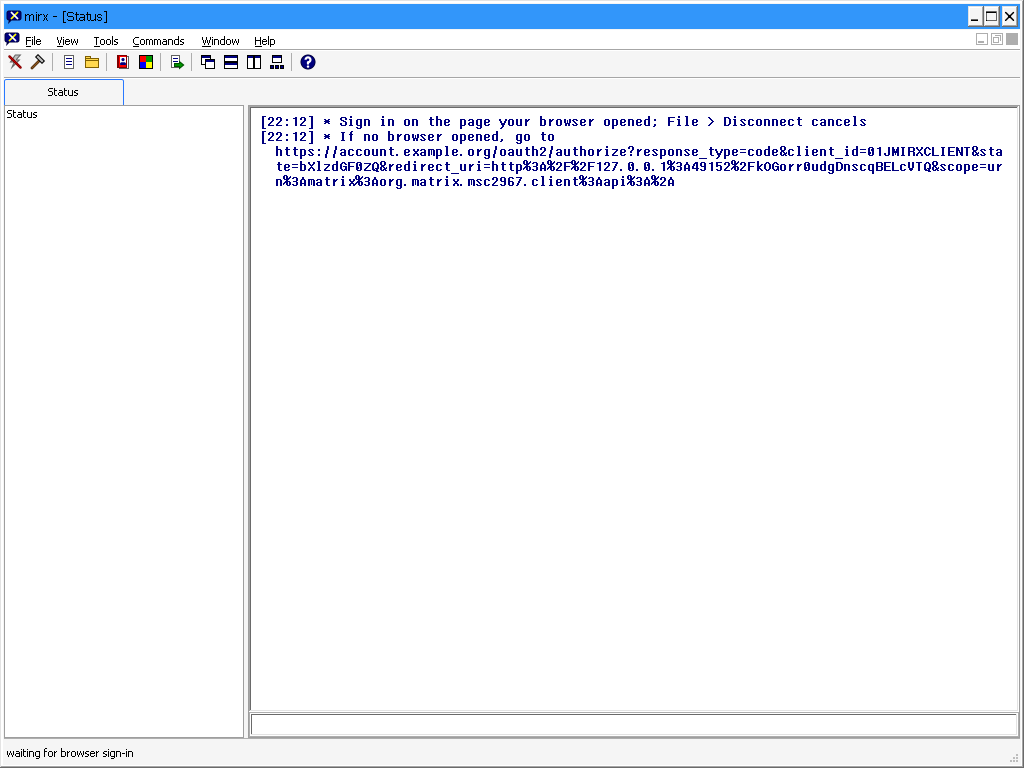 mirx - [Status]
File View Tools Commands Window Help
Status
Status
[22:12] * Sign in on the page your browser opened; File > Disconnect cancels
[22:12] * If no browser opened, go to
https://account.example.org/oauth2/authorize?response_type=code&client_id=01JMIRXCLIENT&sta
te=bXlzdGF0ZQ&redirect_uri=http%3A%2F%2F127.0.0.1%3A49152%2FkOGorr0udgDnscqBELcVTQ&scope=ur
n%3Amatrix%3Aorg.matrix.msc2967.client%3Aapi%3A%2A
waiting for browser sign-in